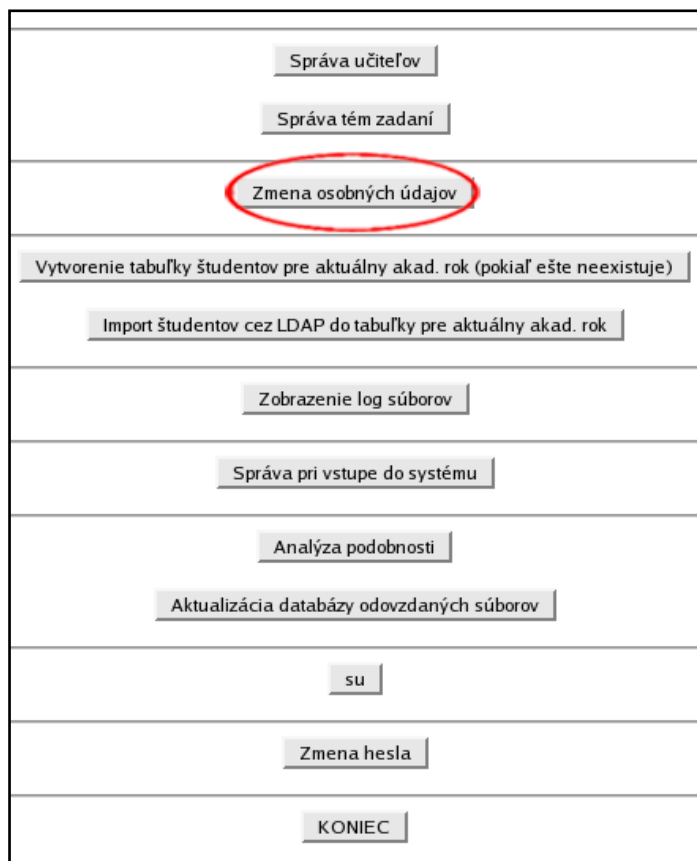 Správa učiteľov
Správa tém zadaní
Zmena osobných údajov
Vytvorenie tabuľky študentov pre aktuálny akad. rok (pokiaľ ešte neexistuje)
Import študentov cez LDAP do tabuľky pre aktuálny akad. rok
Zobrazenie log súborov
Správa pri vstupe do systému
Analýza podobnosti
Aktualizácia databázy odovzdaných súborov
su
Zmena hesla
KONIEC